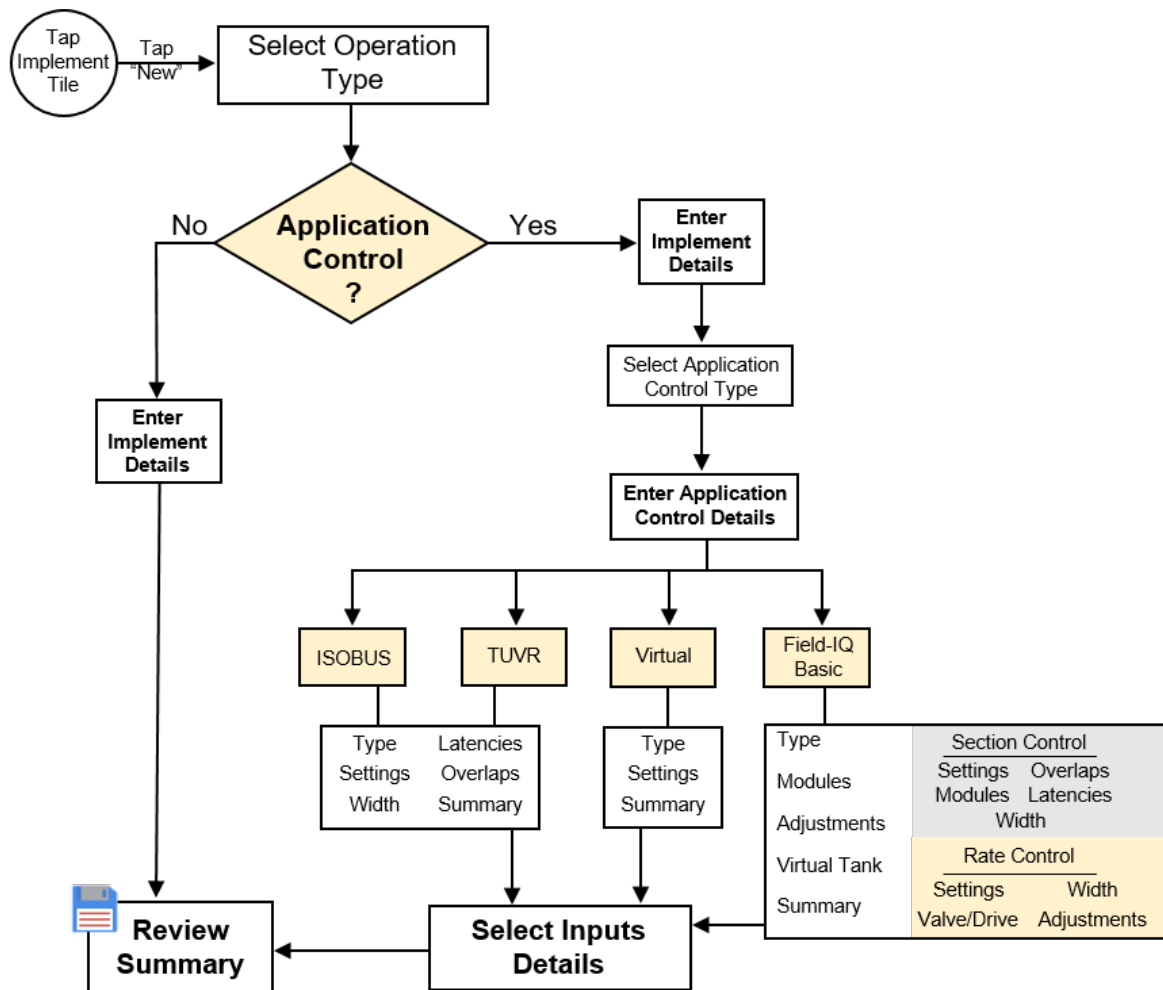 Tap
Implement
Tile
Tap
“New”
Select Operation
Type
No
Application
Control
?
Yes
Enter
Implement
Details
Select Application
Control Type
Enter
Implement
Details
Enter Application
Control Details
ISOBUS
TUVR
Virtual
Field-IQ
Basic
Type Latencies
Settings Overlaps
Width Summary
Type
Settings
Summary
Type
Modules
Adjustments
Virtual Tank
Summary
Section Control
Settings Overlaps
Modules Latencies
Width
Rate Control
Settings Width
Valve/Drive Adjustments
Review
Summary
Select Inputs
Details